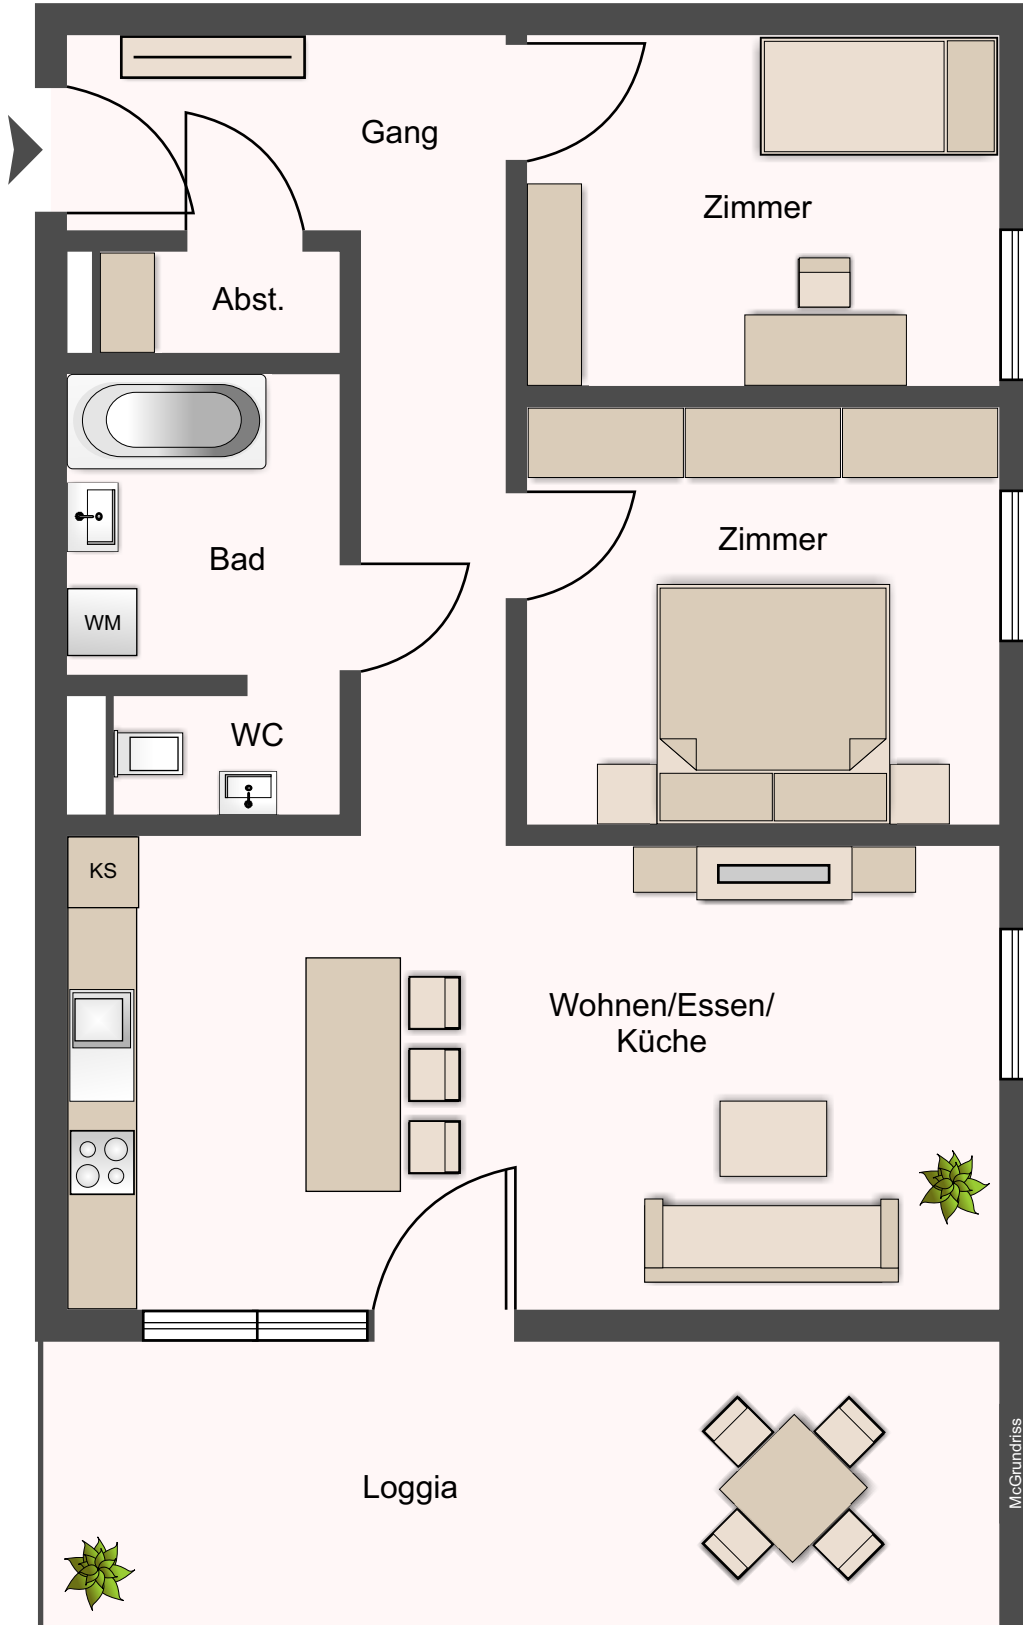 Gang
Zimmer
Abst.
Zimmer
Bad
WM
WC
KS
Wohnen/Essen/
Küche
McGrundriss
Loggia